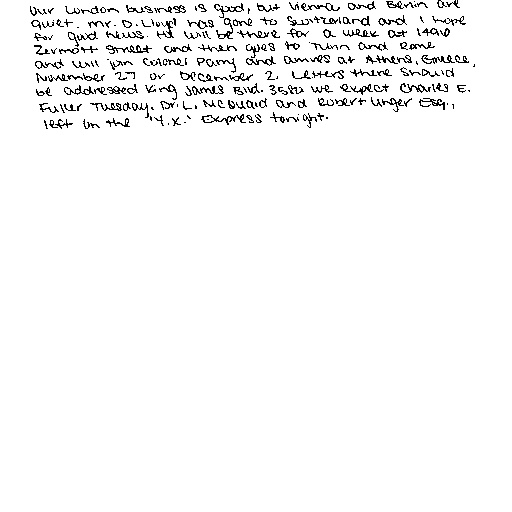 Our London business is good, but Vienna and Berlin are
quiet. Mr. D. Lloyd has gone to Switzerland and I hope
for good news. He will be there for a week at 1496
Zermott Street and then goes to Turin and Rome
and will join Colonel Parry and arrives at Athens, Greece,
November 27 or December 2. Letters there should
be addressed King James Blvd. 3580 we expect Charles E.
Fuller Tuesday. Dr. L. McQuaid and Robert Unger Esq.,
left on the "Y.X." Express tonight.